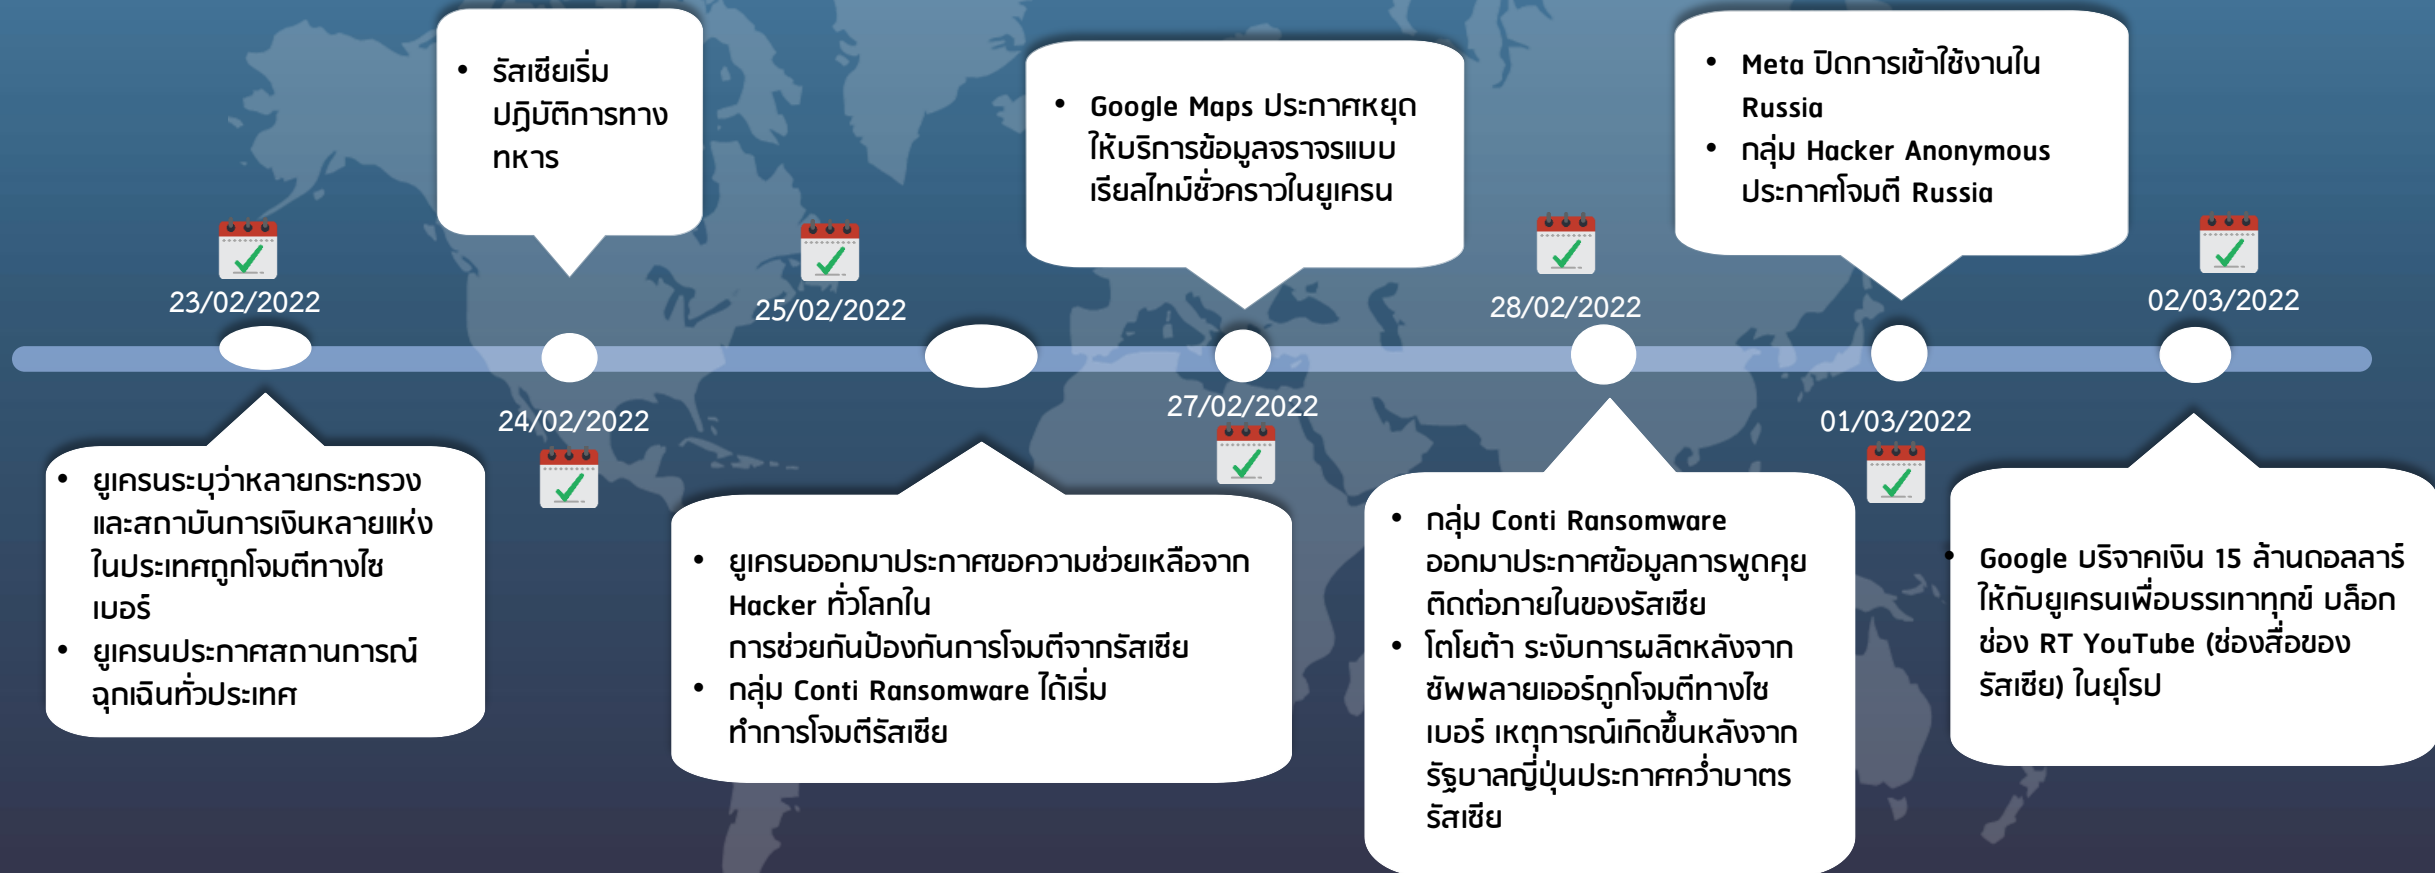 23/02/2022
• ยูเครนระบุว่าหลายกระทรวง
และสถาบันการเงินหลายแห่ง
ในประเทศถูกโจมตีทางไซ
เบอร์
• ยูเครนประกาศสถานการณ์
ฉุกเฉินทั่วประเทศ
• รัสเซียเริ่ม
ปฏิบัติการทาง
ทหาร
24/02/2022
25/02/2022
• ยูเครนออกมาประกาศขอความช่วยเหลือจาก
Hacker ทั่วโลกใน
การช่วยกันป้องกันการโจมตีจากรัสเซีย
• กลุ่ม Conti Ransomware ได้เริ่ม
ทำการโจมตีรัสเซีย
• Google Maps ประกาศหยุด
ให้บริการข้อมูลจราจรแบบ
เรียลไทม์ชั่วคราวในยูเครน
27/02/2022
28/02/2022
• กลุ่ม Conti Ransomware
ออกมาประกาศข้อมูลการพูดคุย
ติดต่อภายในของรัสเซีย
• โตโยต้า ระงับการผลิตหลังจาก
ซัพพลายเออร์ถูกโจมตีทางไซ
เบอร์ เหตุการณ์เกิดขึ้นหลังจาก
รัฐบาลญี่ปุ่นประกาศคว่ำบาตร
รัสเซีย
• Meta ปิดการเข้าใช้งานใน
Russia
• กลุ่ม Hacker Anonymous
ประกาศโจมตี Russia
01/03/2022
02/03/2022
• Google บริจาคเงิน 15 ล้านดอลลาร์
ให้กับยูเครนเพื่อบรรเทาทุกข์ บล็อก
ช่อง RT YouTube (ช่องสื่อของ
รัสเซีย) ในยุโรป